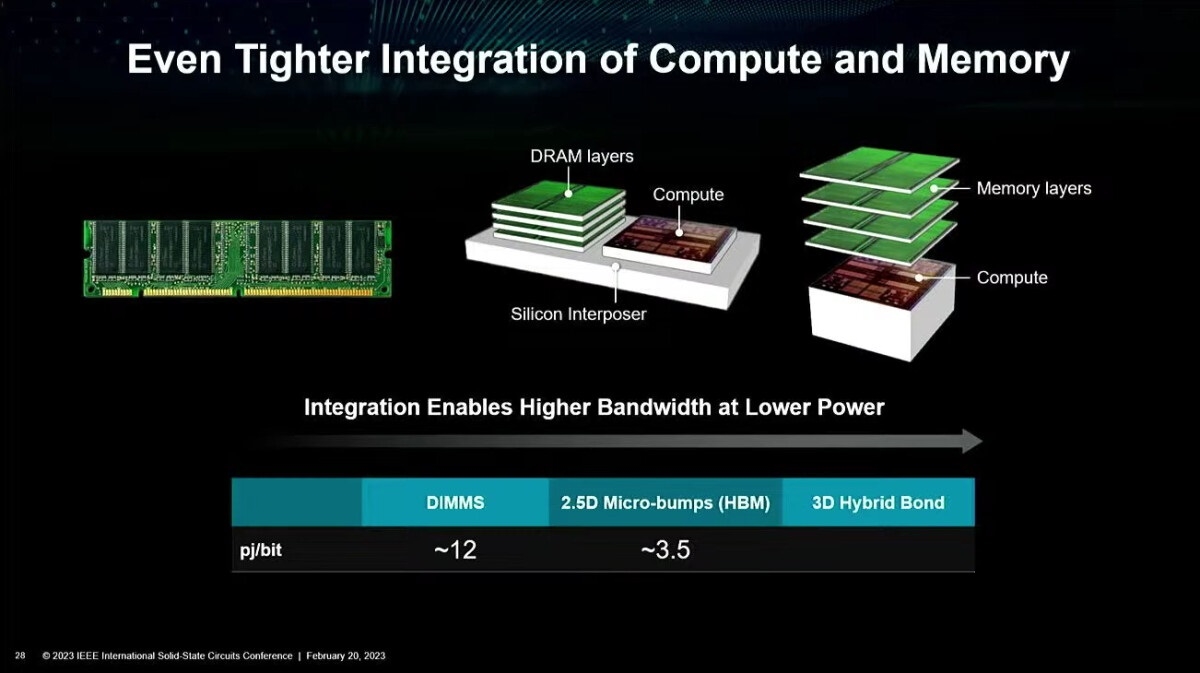 Even Tighter Integration of Compute and Memory
DRAM layers
Compute
Silicon Interposer
Memory layers
Compute
Integration Enables Higher Bandwidth at Lower Power
DIMMS 2.5D Micro-bumps (HBM) 3D Hybrid Bond
pj/bit ~12 ~3.5
28 © 2023 IEEE International Solid-State Circuits Conference | February 20, 2023